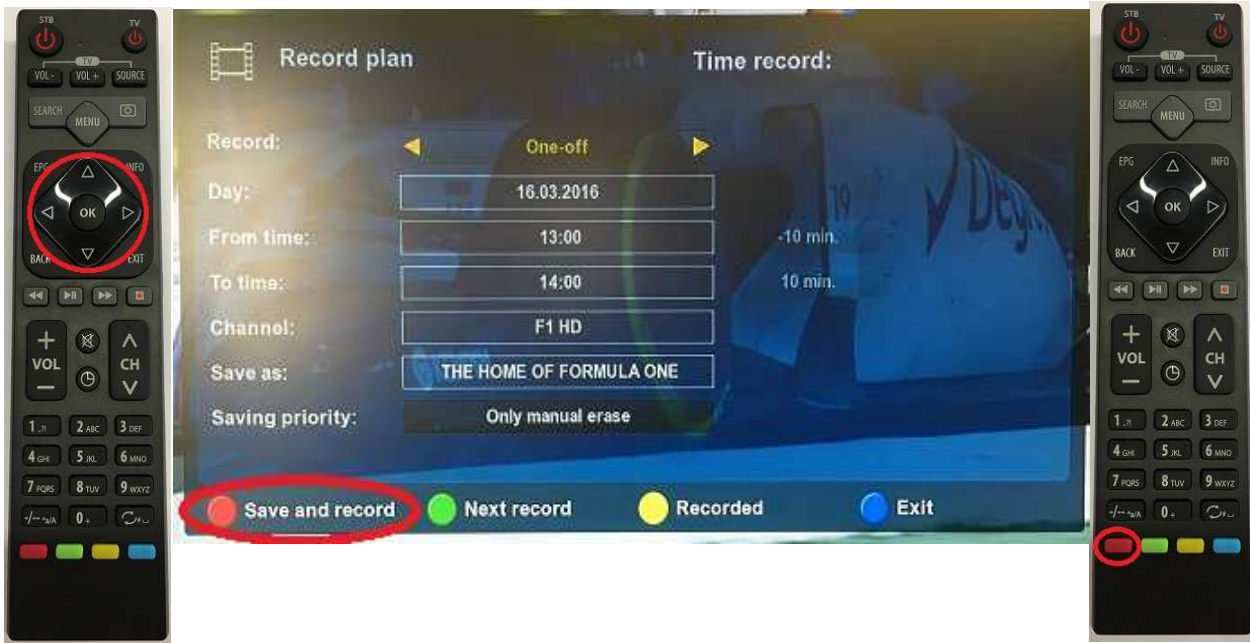 STB TV
TV
VOL - VOL + SOURCE
SEARCH
MENU
EPG INFO
OK
BACK EXIT
+
VOL CH
—
1 .?! 2 ABC 3 DEF
4 GHI 5 JKL 6 MNO
7 PQRS 8 TUV 9 WXYZ
-/-- *a/A 0 +
Record plan Time record:
Record: One-off
Day: 16.03.2016
From time: 13:00 -10 min.
To time: 14:00 10 min.
Channel: F1 HD
Save as: THE HOME OF FORMULA ONE
Saving priority: Only manual erase
Save and record Next record Recorded Exit
19
STB TV
TV
VOL - VOL + SOURCE
SEARCH
MENU
EPG INFO
OK
BACK EXIT
+
VOL CH
—
1 .?! 2 ABC 3 DEF
4 GHI 5 JKL 6 MNO
7 PQRS 8 TUV 9 WXYZ
-/-- *a/A 0 +